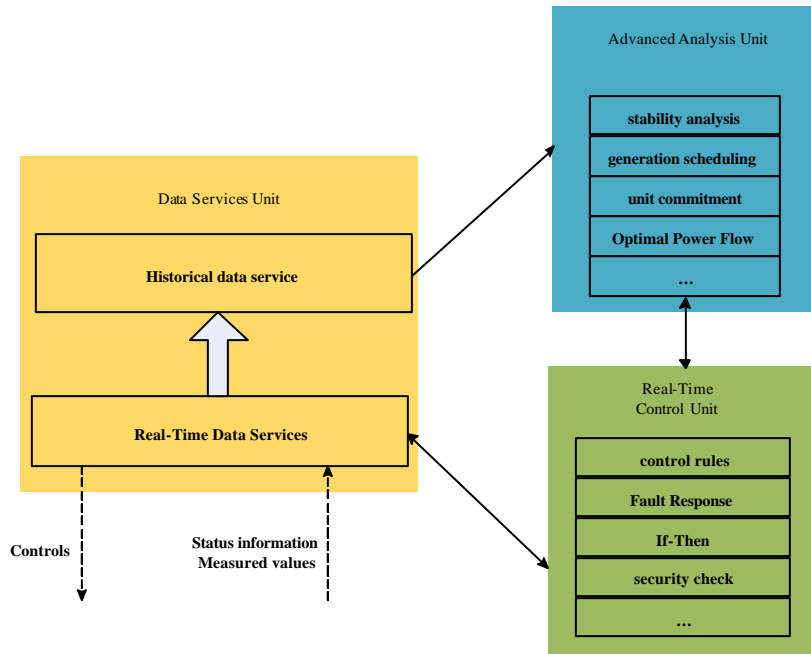 Advanced Analysis Unit
stability analysis
generation scheduling
unit commitment
Optimal Power Flow
...
Data Services Unit
Historical data service
Real-Time Data Services
Controls
Status information
Measured values
Real-Time
Control Unit
control rules
Fault Response
If-Then
security check
...